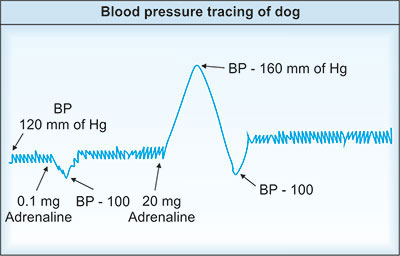 Blood pressure tracing of dog
BP - 160 mm of Hg
BP
120 mm of Hg
0.1 mg
Adrenaline
BP - 100
20 mg
Adrenaline
BP - 100